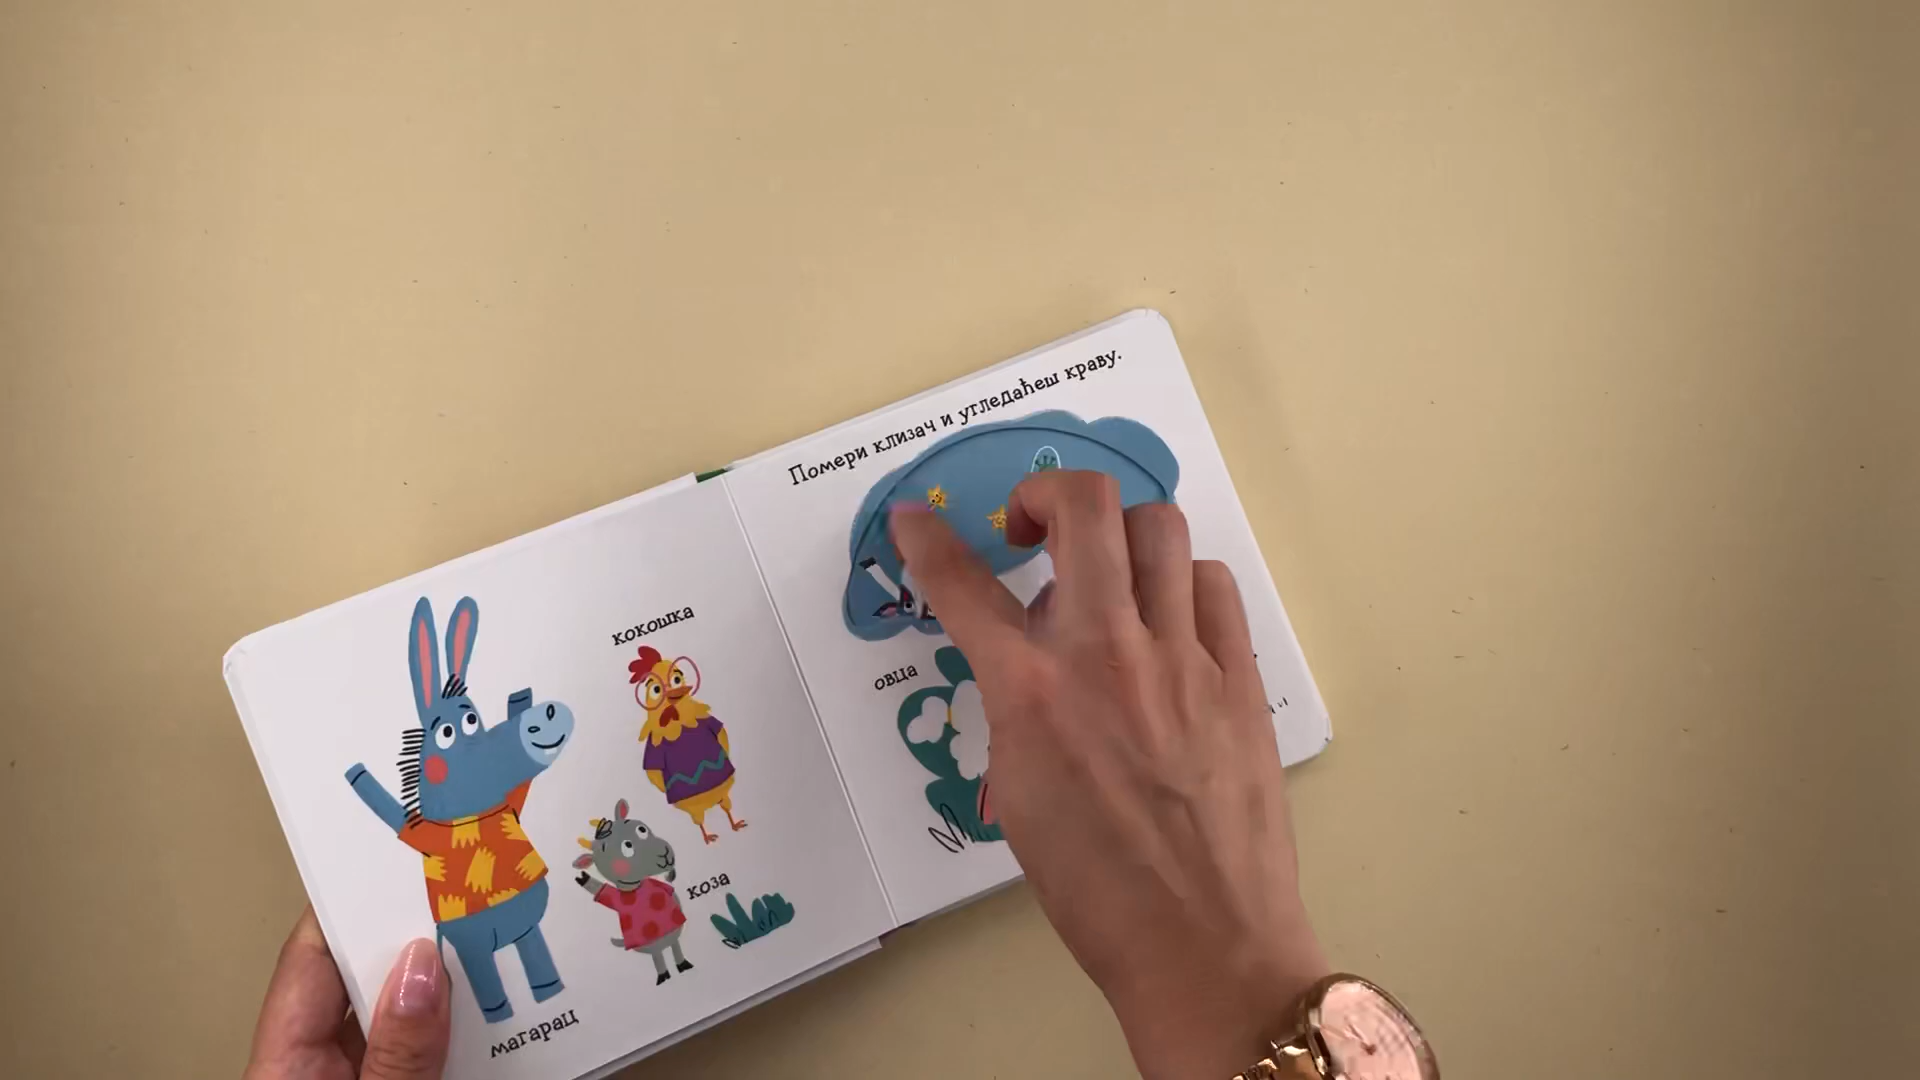 кокошка
коза
магарац
Помери клизач и угледаћеш краву.
овца